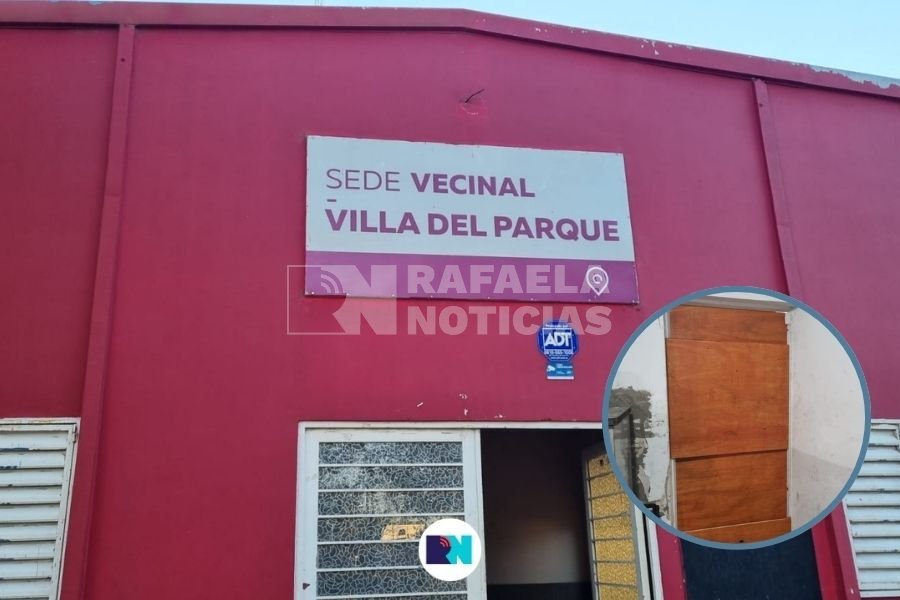 SEDE VECINAL
VILLA DEL PARQUE
RAFAELA
NOTICIAS
ADT
RN